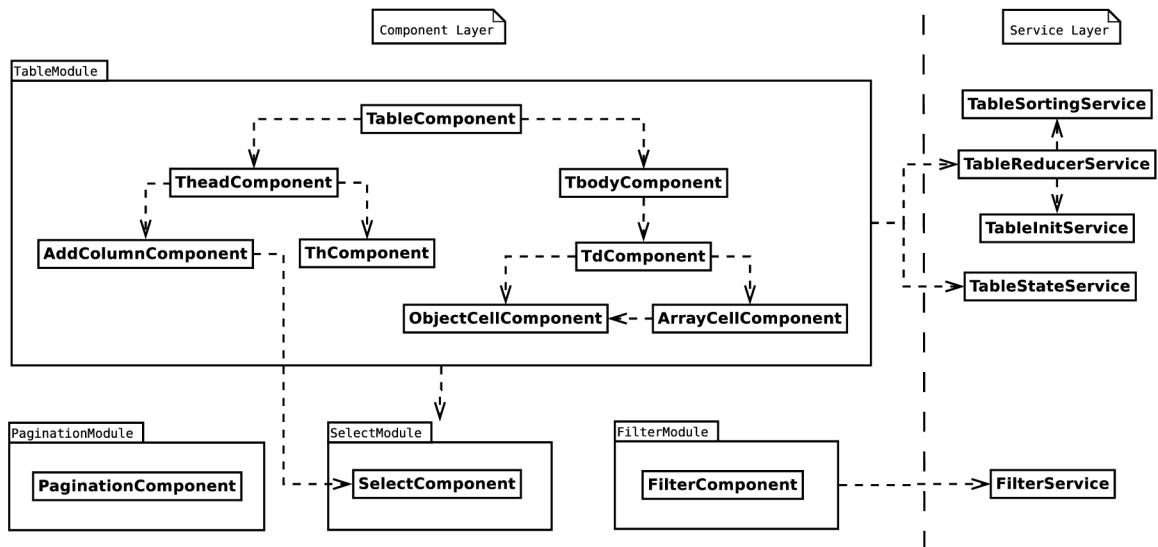 Component Layer
Service Layer
TableModule
TableComponent
TheadComponent
TbodyComponent
AddColumnComponent
ThComponent
TdComponent
ObjectCellComponent
ArrayCellComponent
TableSortingService
TableReducerService
TableInitService
TableStateService
PaginationModule
PaginationComponent
SelectModule
SelectComponent
FilterModule
FilterComponent
FilterService